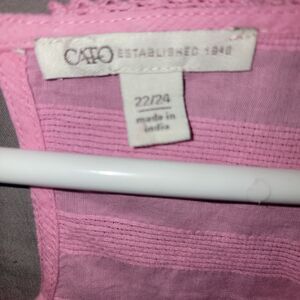 CATO ESTABLISHED 1946
22/24
made in
india